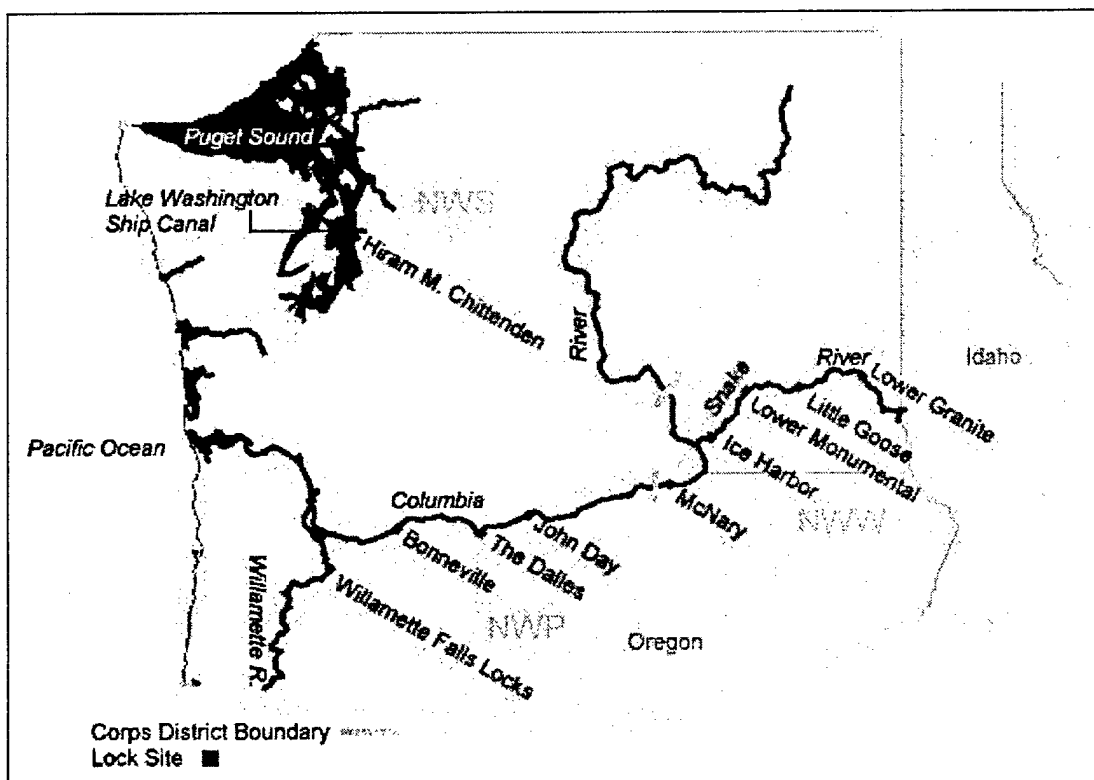 Puget Sound
Lake Washington
Ship Canal
NWS
Hiram M. Chittenden
River
Snake
River
Lower Granite
Idaho
Little Goose
Lower Monumental
Ice Harbor
Pacific Ocean
McNary
NWW
Columbia
John Day
The Dalles
Bonneville
Willamette R.
Willamette Falls Locks
NWP
Oregon
Corps District Boundary
Lock Site